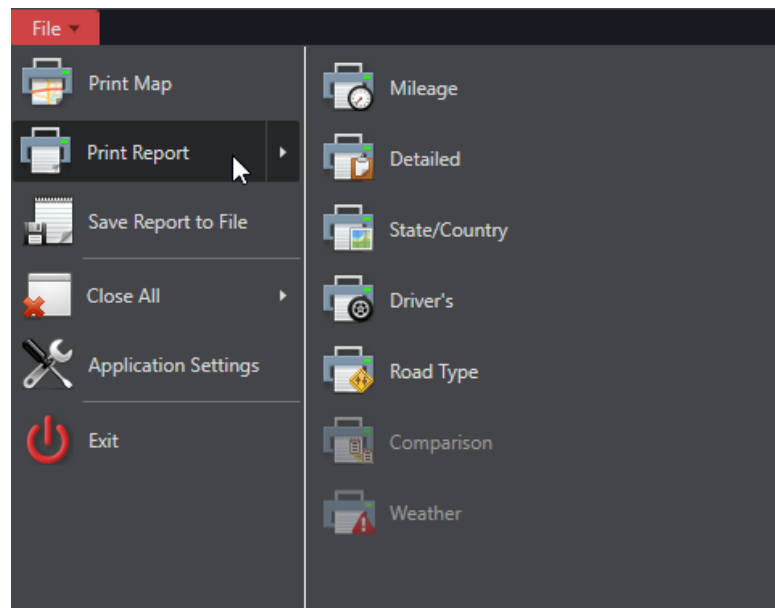 File
Print Map
Print Report
Save Report to File
Close All
Application Settings
Exit
Mileage
Detailed
State/Country
Driver's
Road Type
Comparison
Weather